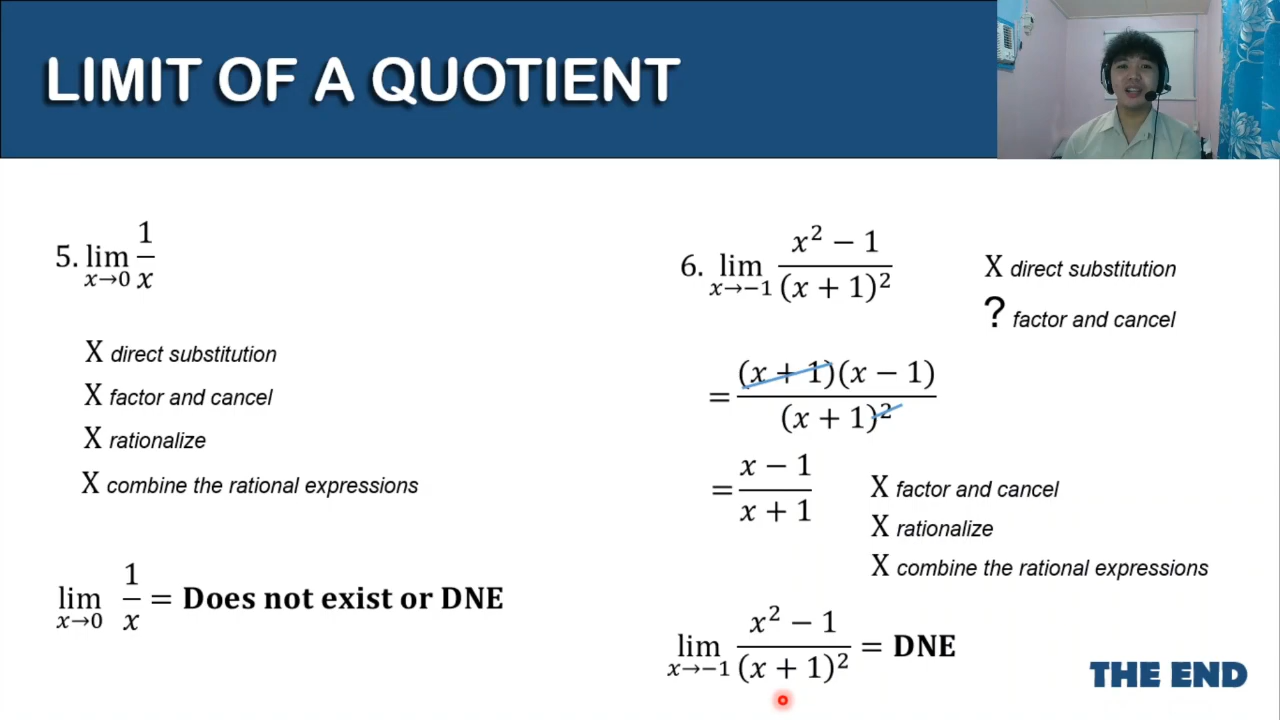 LIMIT OF A QUOTIENT
5. lim x→0 1/x
X direct substitution
X factor and cancel
X rationalize
X combine the rational expressions
lim x→0 1/x = Does not exist or DNE
6. lim x→−1 (x² − 1)/(x + 1)²
X direct substitution
? factor and cancel
= (x + 1)(x − 1)/(x + 1)²
= (x − 1)/(x + 1)
X factor and cancel
X rationalize
X combine the rational expressions
lim x→−1 (x² − 1)/(x + 1)² = DNE
THE END